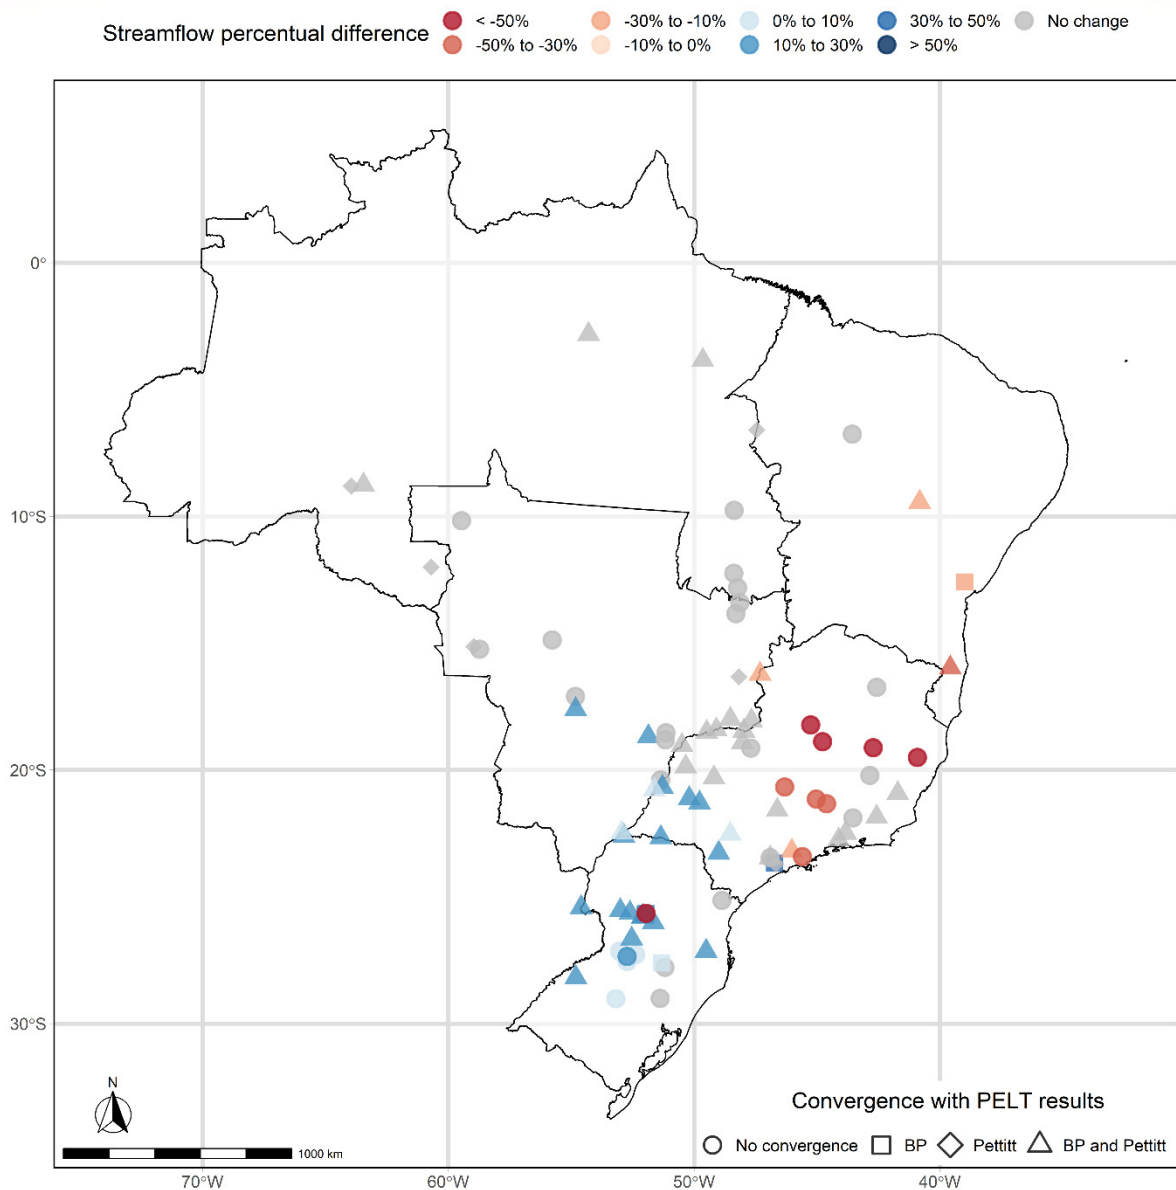 Streamflow percentual difference
< -50% -30% to -10% 0% to 10% 30% to 50% No change
-50% to -30% -10% to 0% 10% to 30% > 50%
0°
10°S
20°S
30°S
N
1000 km
Convergence with PELT results
No convergence BP Pettitt BP and Pettitt
70°W 60°W 50°W 40°W